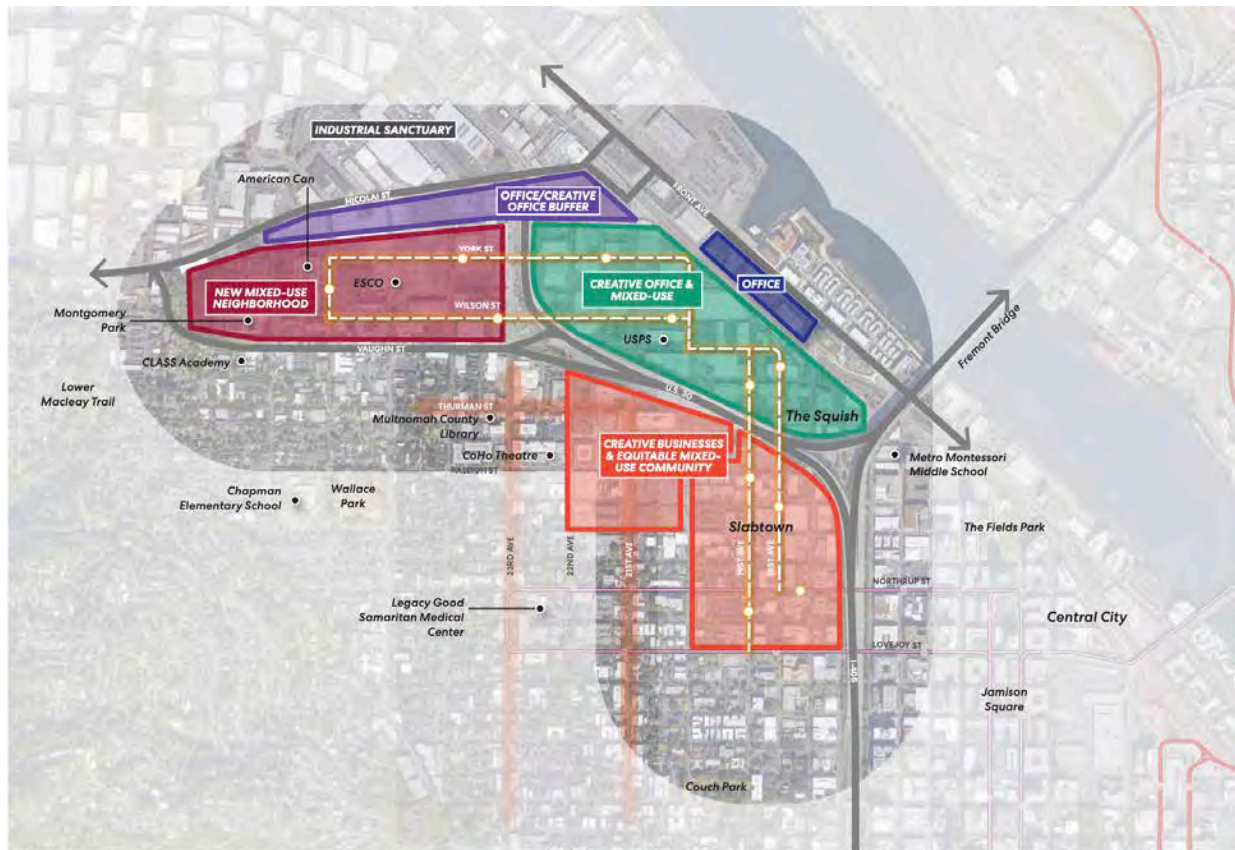 INDUSTRIAL SANCTUARY
American Can
NICOLAI ST
OFFICE/CREATIVE
OFFICE BUFFER
FRONT AVE
YORK ST
NEW MIXED-USE
NEIGHBORHOOD
ESCO
CREATIVE OFFICE &
MIXED-USE
OFFICE
Montgomery
Park
WILSON ST
USPS
Fremont Bridge
VAUGHN ST
CLASS Academy
Lower
Macleay Trail
U.S. 30
THURMAN ST
Multnomah County
Library
The Squish
CREATIVE BUSINESSES
& EQUITABLE MIXED-
USE COMMUNITY
CoHo Theatre
RALEIGH ST
Metro Montessori
Middle School
Chapman
Elementary School
Wallace
Park
Slabtown
The Fields Park
23RD AVE
22ND AVE
21ST AVE
NORTHRUP ST
Legacy Good
Samaritan Medical
Center
Central City
LOVEJOY ST
I-405
Jamison
Square
Couch Park